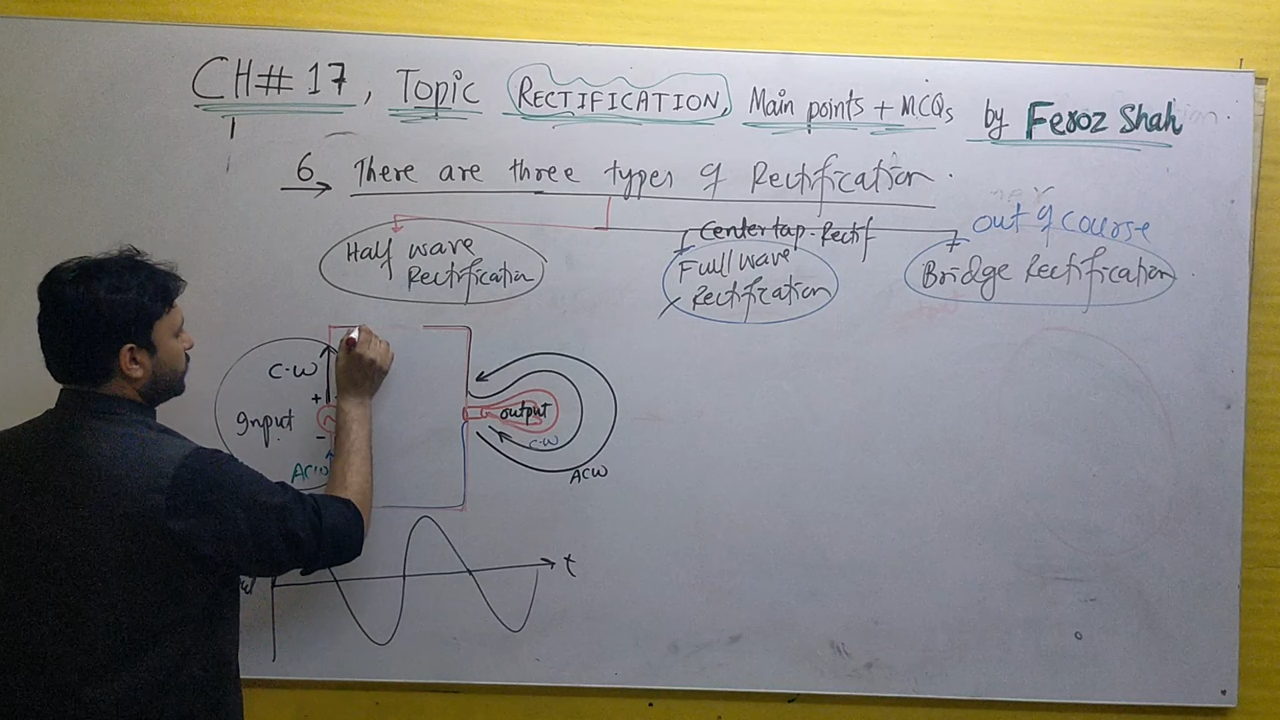 CH# 17, Topic RECTIFICATION, Main points + MCQs by Feroz Shah
6 There are three types of Rectification.
out of course
Center tap. Rectif
Half wave Rectification
Full wave Rectification
Bridge Rectification
C.W
+
Input
output
-
C.W
ACW
ACW
t